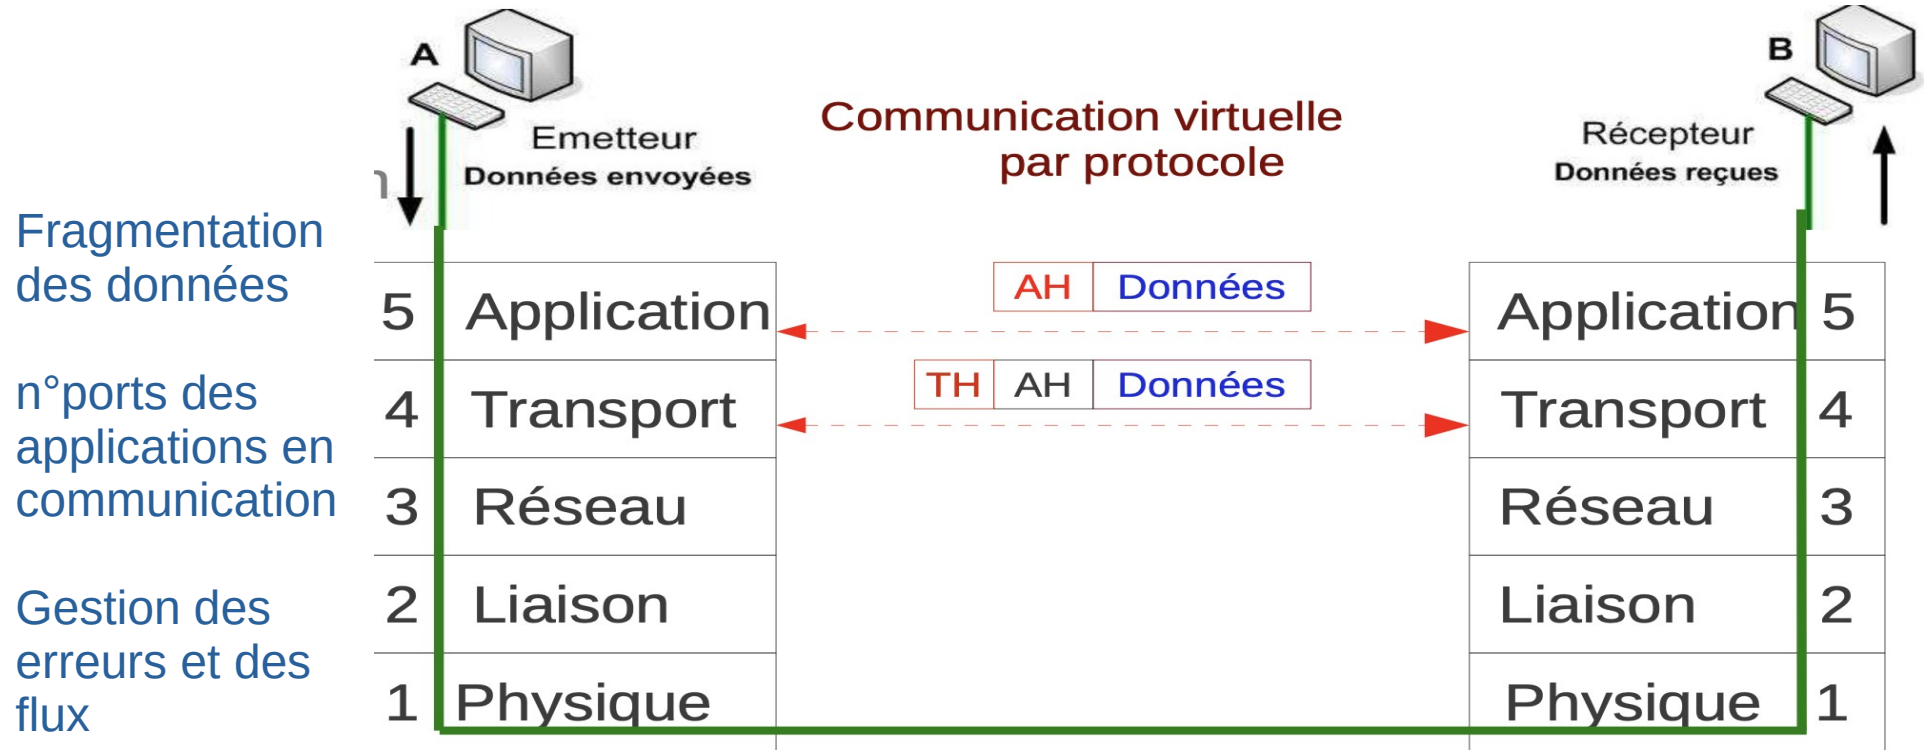 A
Emetteur
Données envoyées
Communication virtuelle
par protocole
B
Récepteur
Données reçues
Fragmentation
des données
n°ports des
applications en
communication
Gestion des
erreurs et des
flux
5 Application
4 Transport
3 Réseau
2 Liaison
1 Physique
AH Données
TH AH Données
Application 5
Transport 4
Réseau 3
Liaison 2
Physique 1